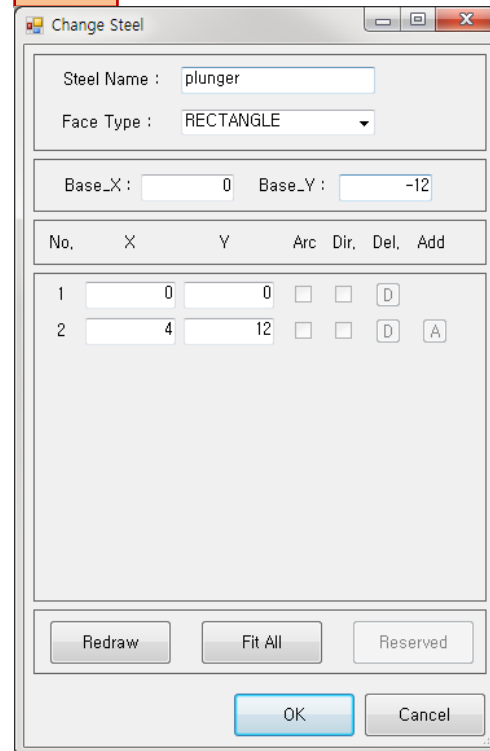 Change Steel
Steel Name : plunger
Face Type : RECTANGLE
Base_X : 0 Base_Y : -12
No. X Y Arc Dir. Del. Add
1 0 0 D
2 4 12 D A
Redraw Fit All Reserved
OK Cancel